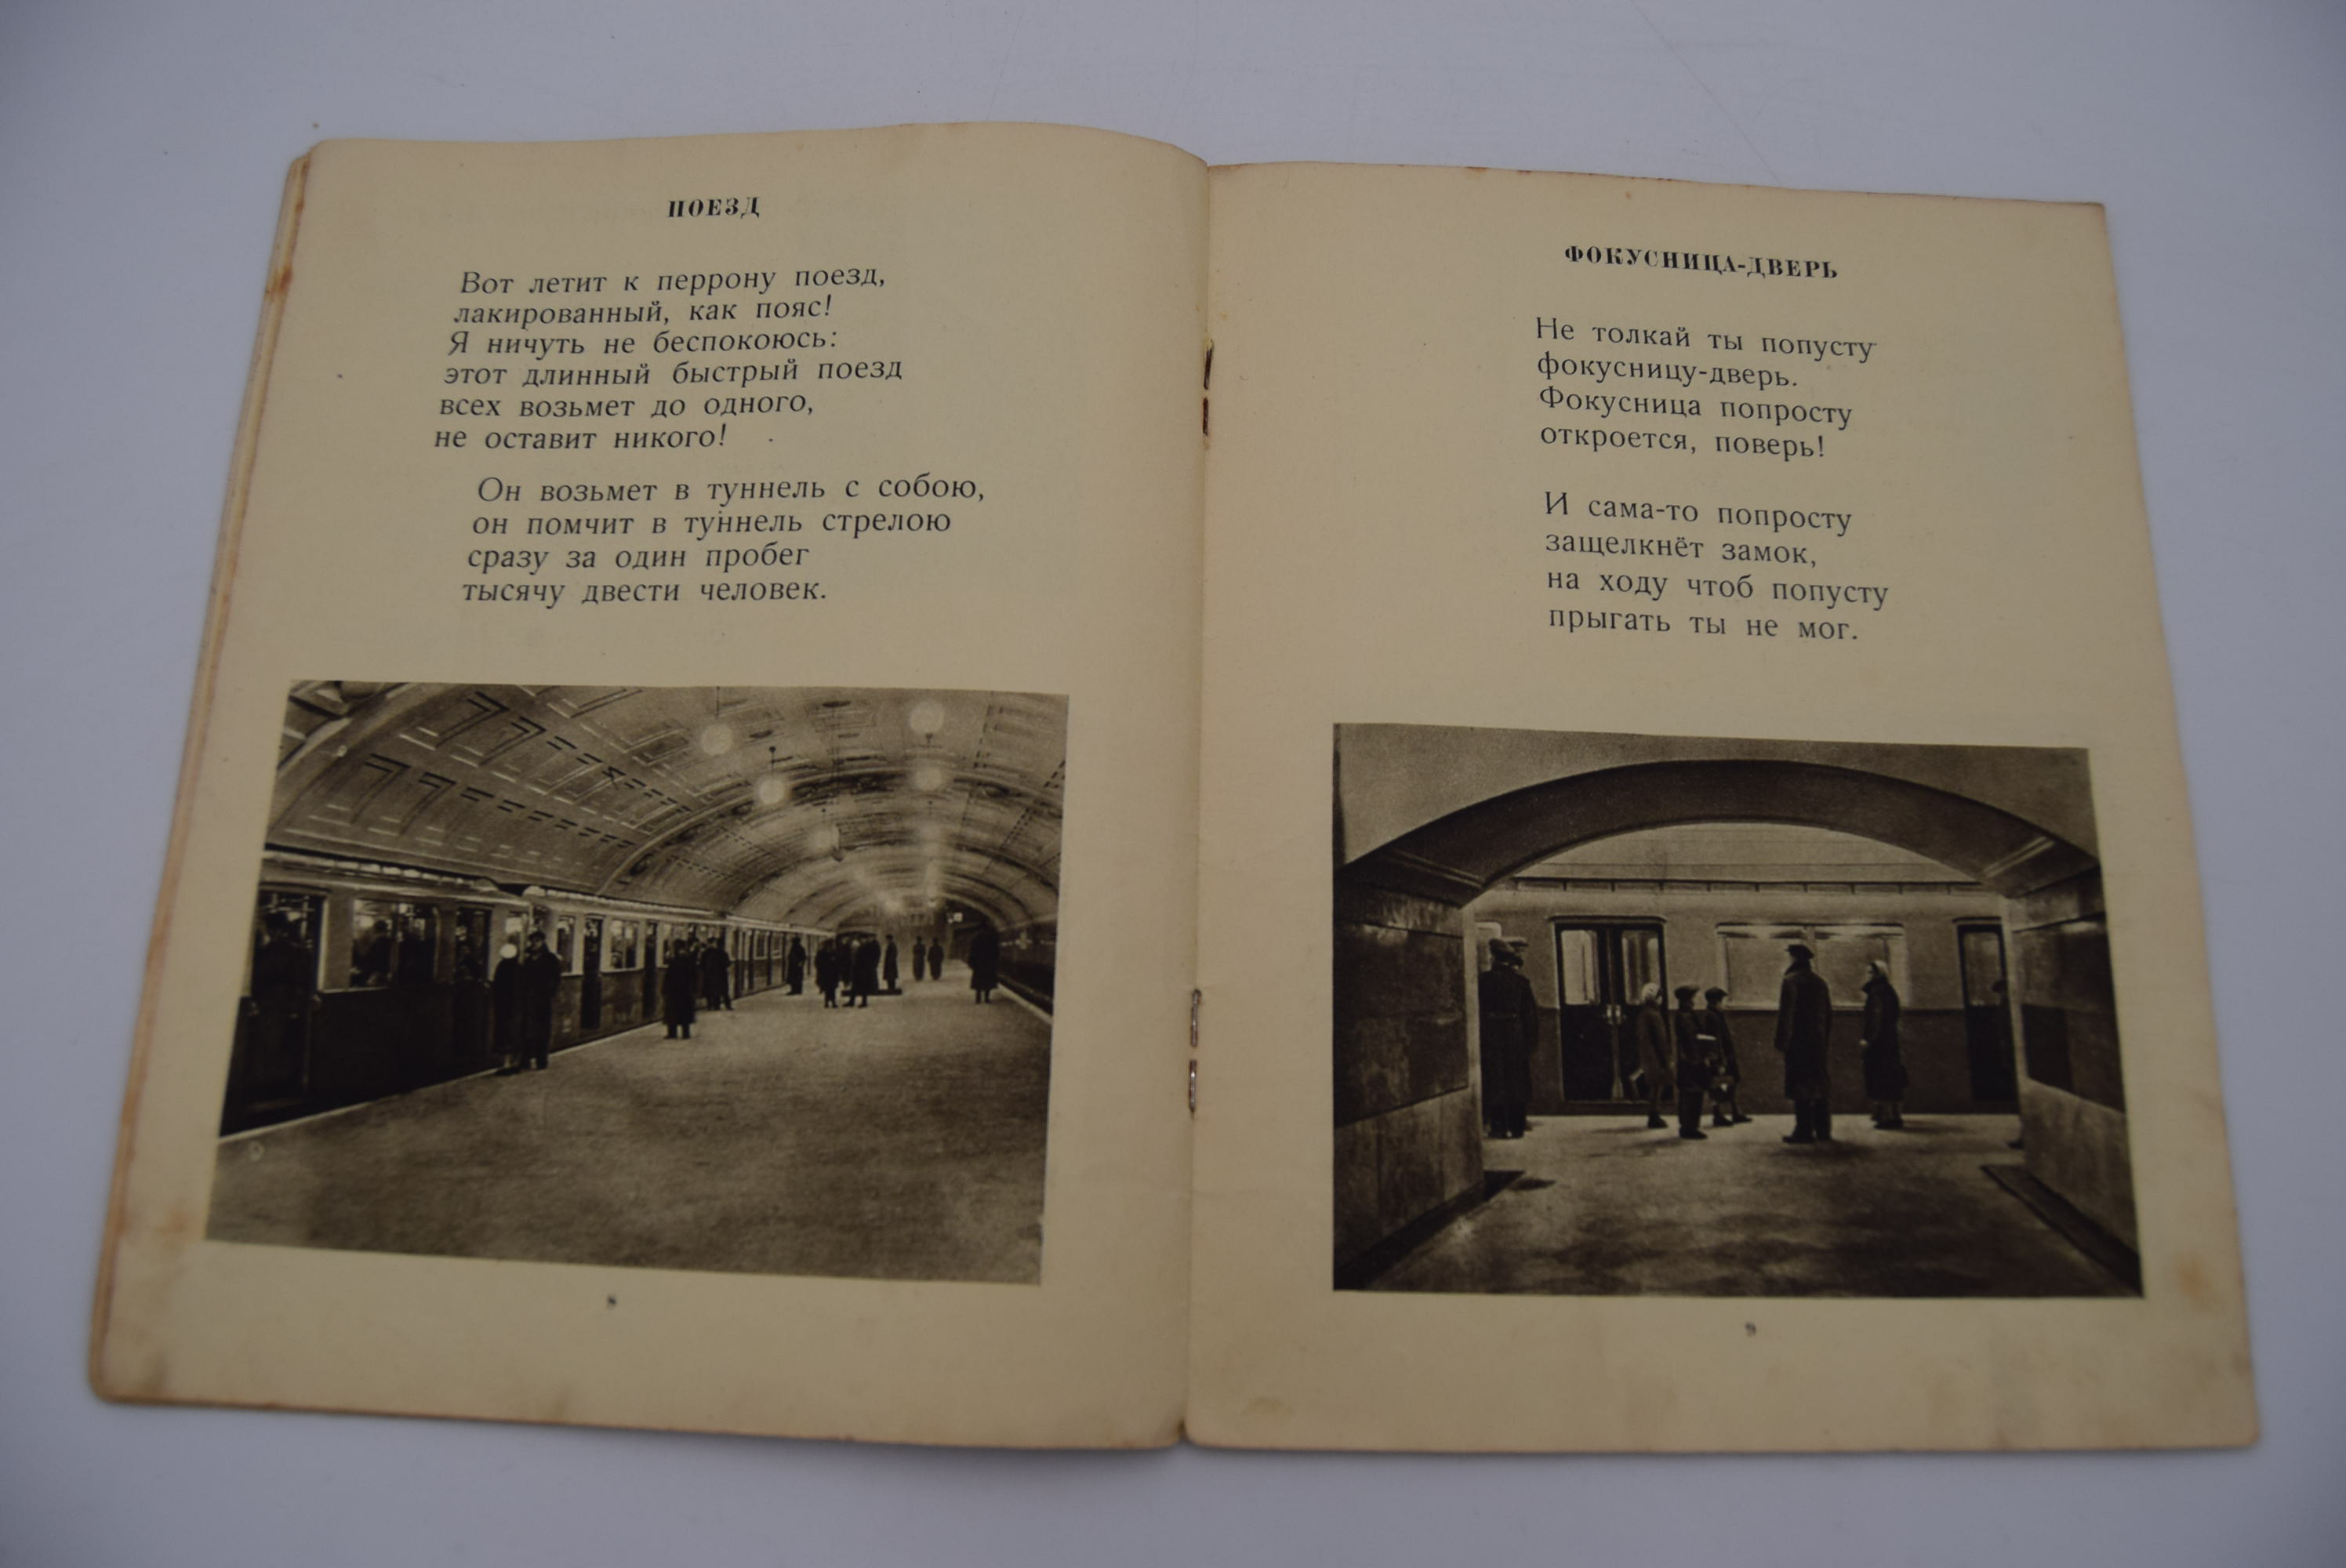 ПОЕЗД
Вот летит к перрону поезд,
лакированный, как пояс!
Я ничуть не беспокоюсь:
этот длинный быстрый поезд
всех возьмет до одного,
не оставит никого!
Он возьмет в туннель с собою,
он помчит в туннель стрелою
сразу за один пробег
тысячу двести человек.
8
ФОКУСНИЦА-ДВЕРЬ
Не толкай ты попусту
фокусницу-дверь.
Фокусница попросту
откроется, поверь!
И сама-то попросту
защелкнёт замок,
на ходу чтоб попусту
прыгать ты не мог.
9